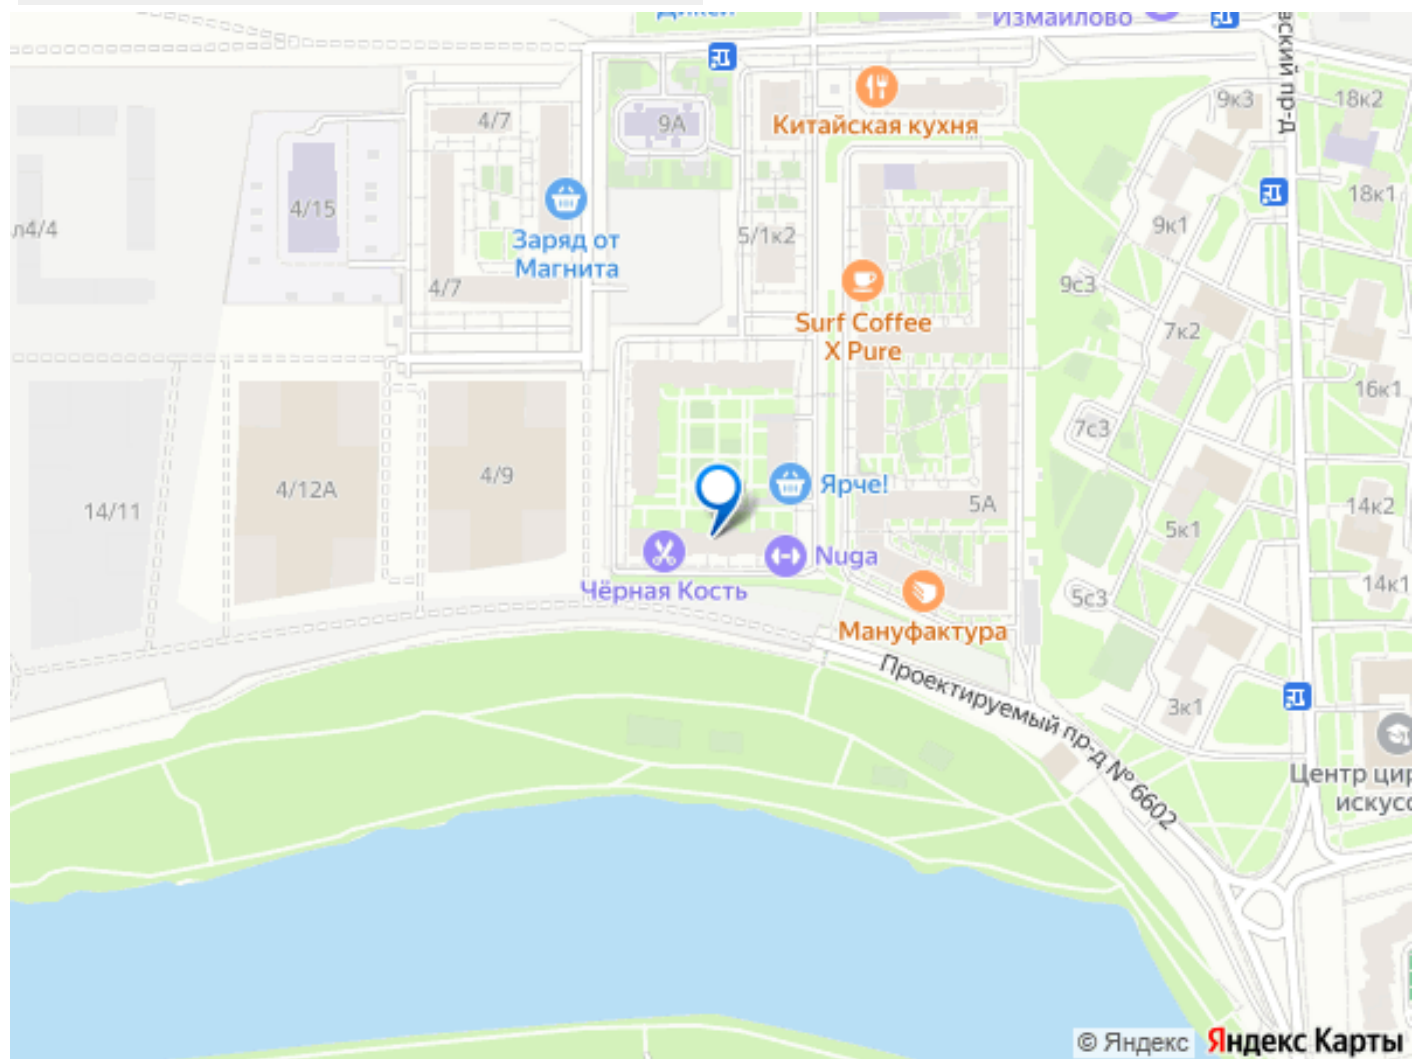 Измайлово
вский пр-д
9к3
18к2
4/7
9А
Китайская кухня
4/15
18к1
л4/4
5/1к2
9к1
Заряд от
Магнита
4/7
9с3
Surf Coffee
X Pure
7к2
16к1
7с3
4/12А
4/9
Ярче!
14/11
5А
14к2
5к1
Nuga
Чёрная Кость
14к1
5с3
Мануфактура
Проектируемый пр-д № 6602
3к1
Центр цир
искусс
© Яндекс
Яндекс Карты